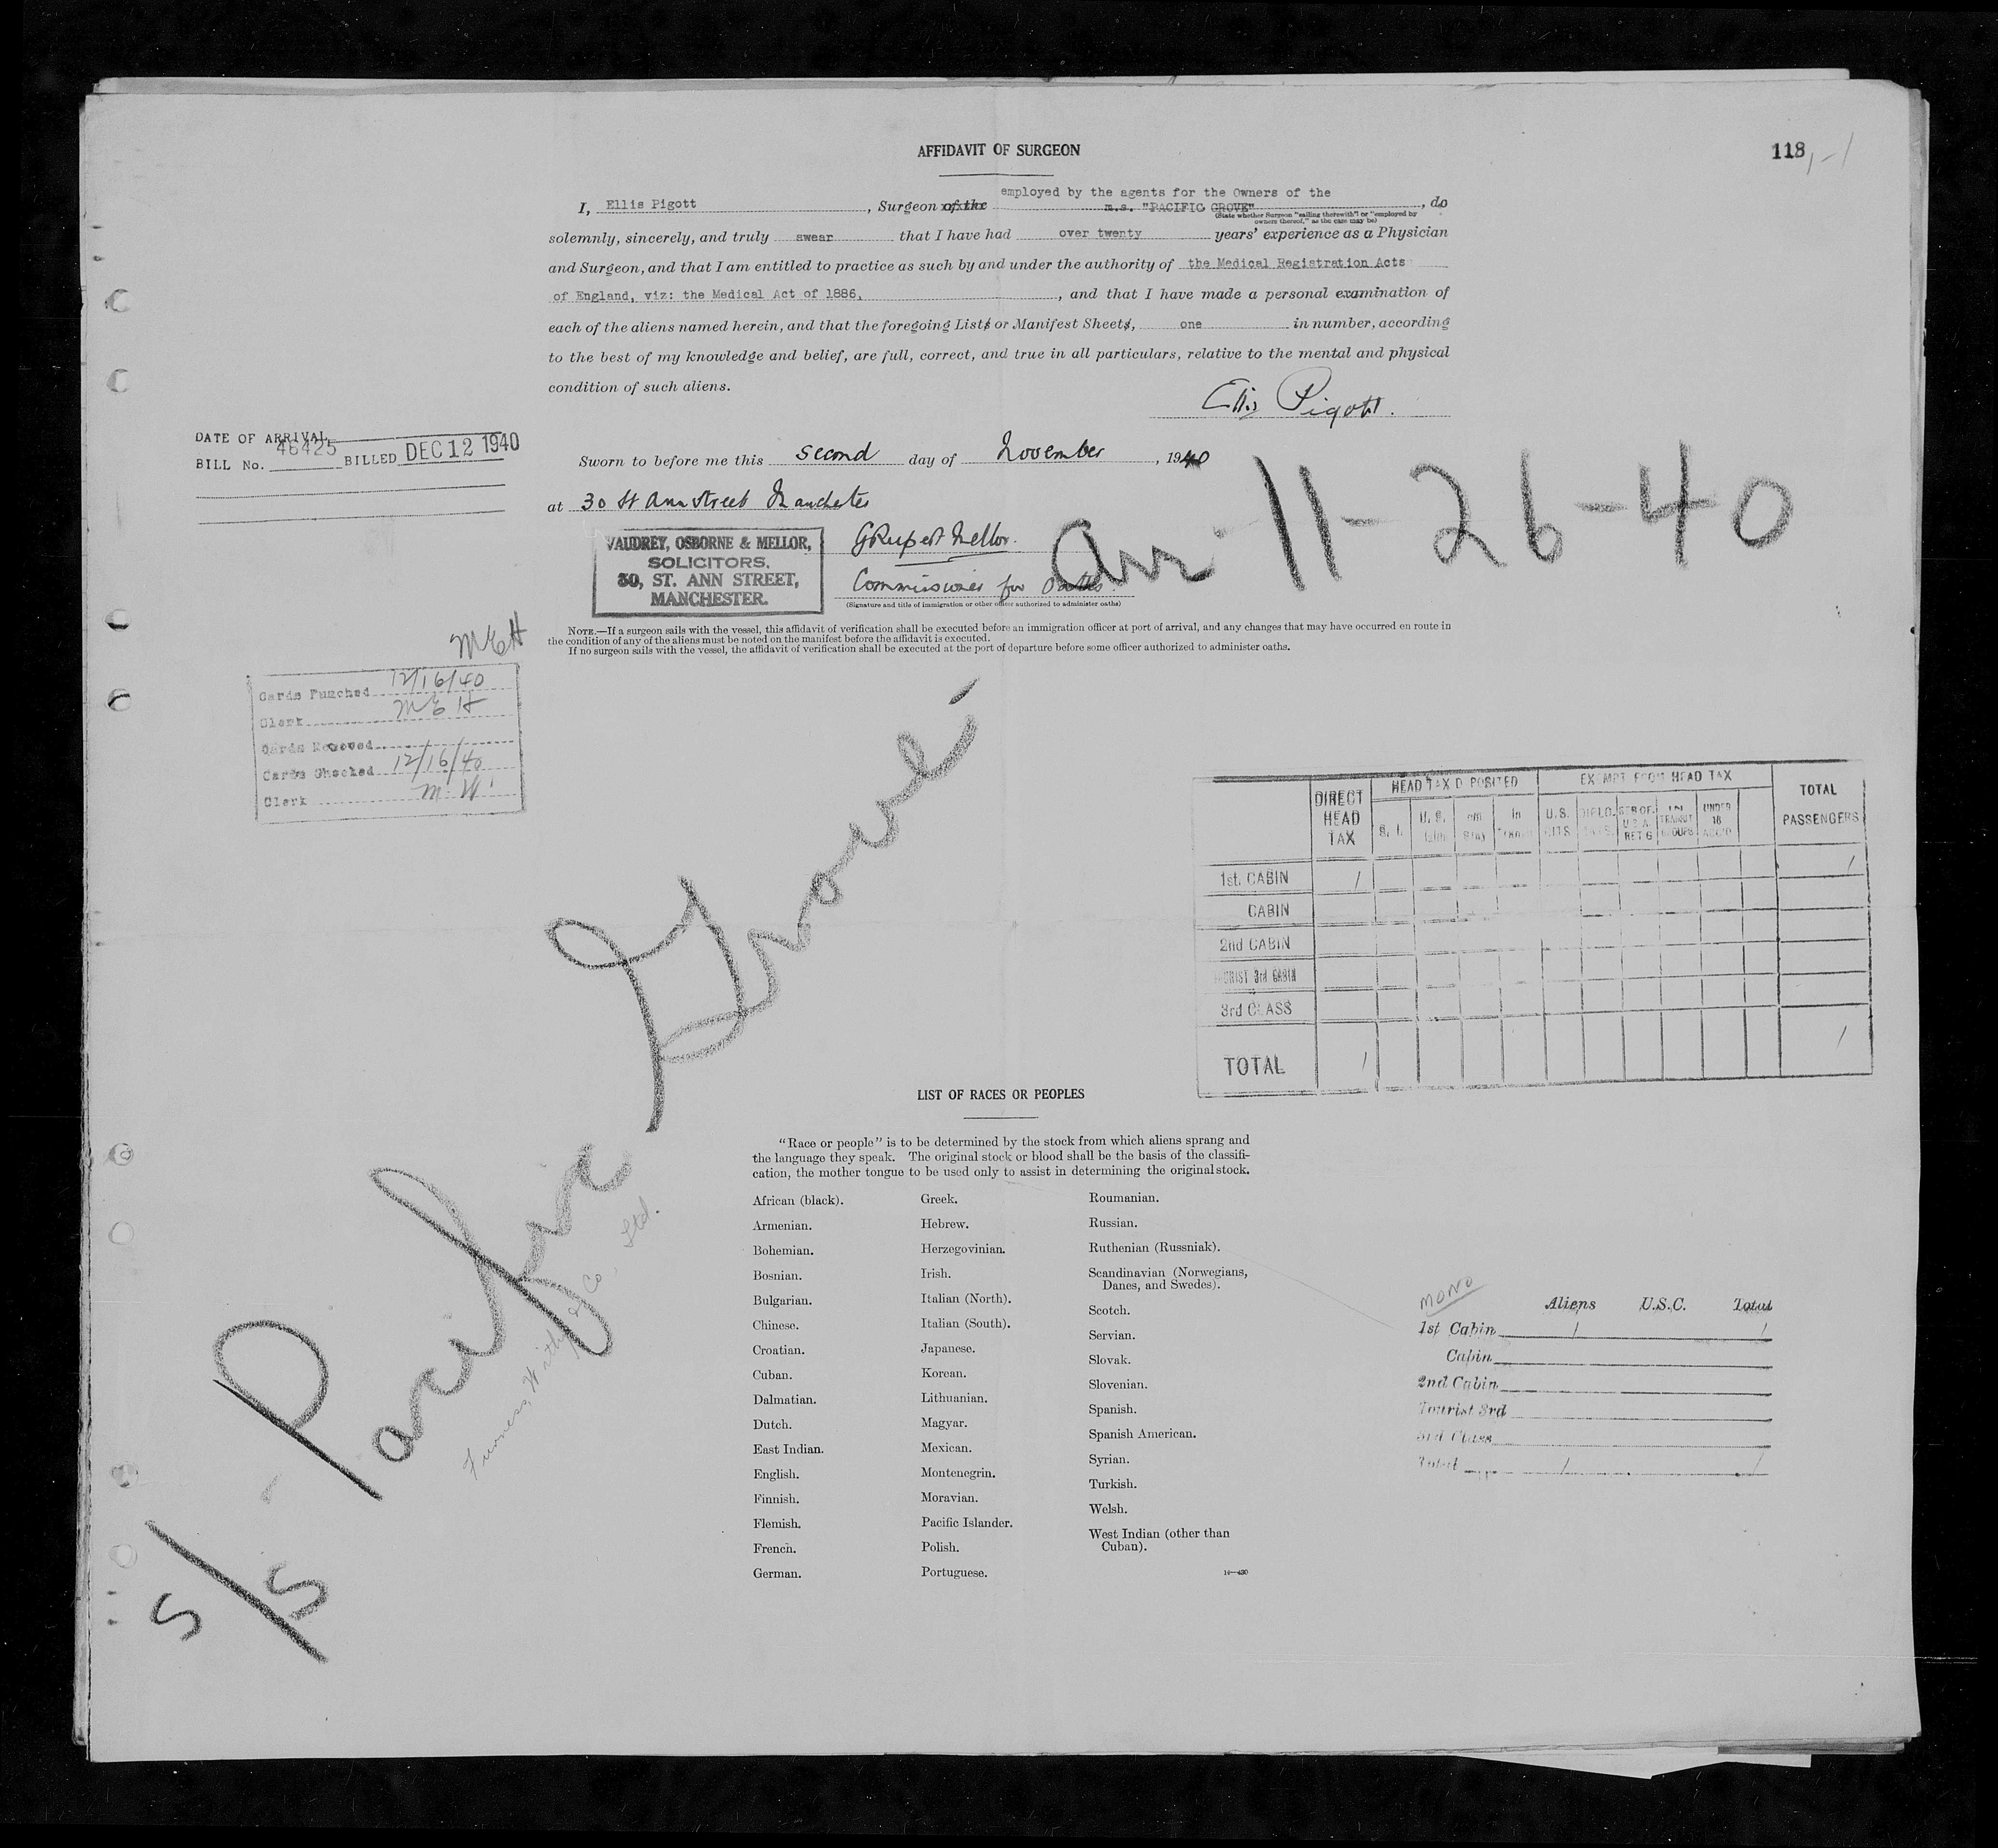 AFFIDAVIT OF SURGEON
118
employed by the agents for the Owners of the
I, Ellis Pigott, Surgeon of the m.s. "PACIFIC GROVE", do
(State whether Surgeon "sailing therewith" or "employed by
owners thereof," as the case may be)
solemnly, sincerely, and truly swear that I have had over twenty years' experience as a Physician
and Surgeon, and that I am entitled to practice as such by and under the authority of the Medical Registration Acts
of England, viz: the Medical Act of 1886, and that I have made a personal examination of
each of the aliens named herein, and that the foregoing Lists or Manifest Sheets, one in number, according
to the best of my knowledge and belief, are full, correct, and true in all particulars, relative to the mental and physical
condition of such aliens.
Ellis Pigott.
DATE OF ARRIVAL
BILL No. 46425 BILLED DEC 12 1940
Sworn to before me this second day of November, 1940
at 30 St Ann Street Manchester
Arr 11-26-40
VAUDREY, OSBORNE & MELLOR,
SOLICITORS,
30, ST. ANN STREET,
MANCHESTER.
G Rupert Mellor.
Commissioner for Oaths.
(Signature and title of immigration or other officer authorized to administer oaths)
NOTE.—If a surgeon sails with the vessel, this affidavit of verification shall be executed before an immigration officer at port of arrival, and any changes that may have occurred on route in
the condition of any of the aliens must be noted on the manifest before the affidavit is executed.
If no surgeon sails with the vessel, the affidavit of verification shall be executed at the port of departure before some officer authorized to administer oaths.
MEH
Cards Punched 12/16/40
Clerk MEH
Cards Removed
Cards Checked 12/16/40
Clerk M.W.
DIRECT HEAD TAX
HEAD TAX DEPOSITED
EXEMPT FROM HEAD TAX
TOTAL PASSENGERS
S. I.
U.S. CITS.
UNDER 16
1st. CABIN 1 1
CABIN
2nd CABIN
TOURIST 3rd CABIN
3rd CLASS
TOTAL 1 1
S/S - Pacific Grove -
Furness, Withy & Co., Ltd.
LIST OF RACES OR PEOPLES
"Race or people" is to be determined by the stock from which aliens sprang and
the language they speak. The original stock or blood shall be the basis of the classifi-
cation, the mother tongue to be used only to assist in determining the original stock.
African (black).
Armenian.
Bohemian.
Bosnian.
Bulgarian.
Chinese.
Croatian.
Cuban.
Dalmatian.
Dutch.
East Indian.
English.
Finnish.
Flemish.
French.
German.
Greek.
Hebrew.
Herzegovinian.
Irish.
Italian (North).
Italian (South).
Japanese.
Korean.
Lithuanian.
Magyar.
Mexican.
Montenegrin.
Moravian.
Pacific Islander.
Polish.
Portuguese.
Roumanian.
Russian.
Ruthenian (Russniak).
Scandinavian (Norwegians,
Danes, and Swedes).
Scotch.
Servian.
Slovak.
Slovenian.
Spanish.
Spanish American.
Syrian.
Turkish.
Welsh.
West Indian (other than
Cuban).
MONO
Aliens U.S.C. Total
1st Cabin 1 1
Cabin
2nd Cabin
Tourist 3rd
3rd Class
Total 1 1